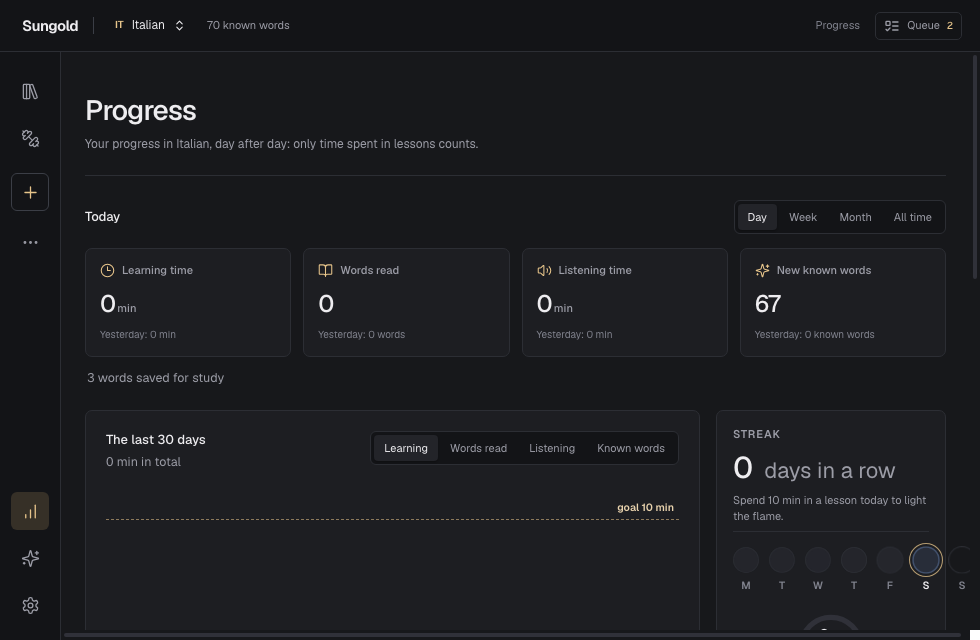 Sungold
IT Italian
70 known words
Progress
Queue 2
Progress
Your progress in Italian, day after day: only time spent in lessons counts.
Today
Day Week Month All time
Learning time
0 min
Yesterday: 0 min
Words read
0
Yesterday: 0 words
Listening time
0 min
Yesterday: 0 min
New known words
67
Yesterday: 0 known words
3 words saved for study
The last 30 days
0 min in total
Learning Words read Listening Known words
goal 10 min
STREAK
0 days in a row
Spend 10 min in a lesson today to light
the flame.
M T W T F S S